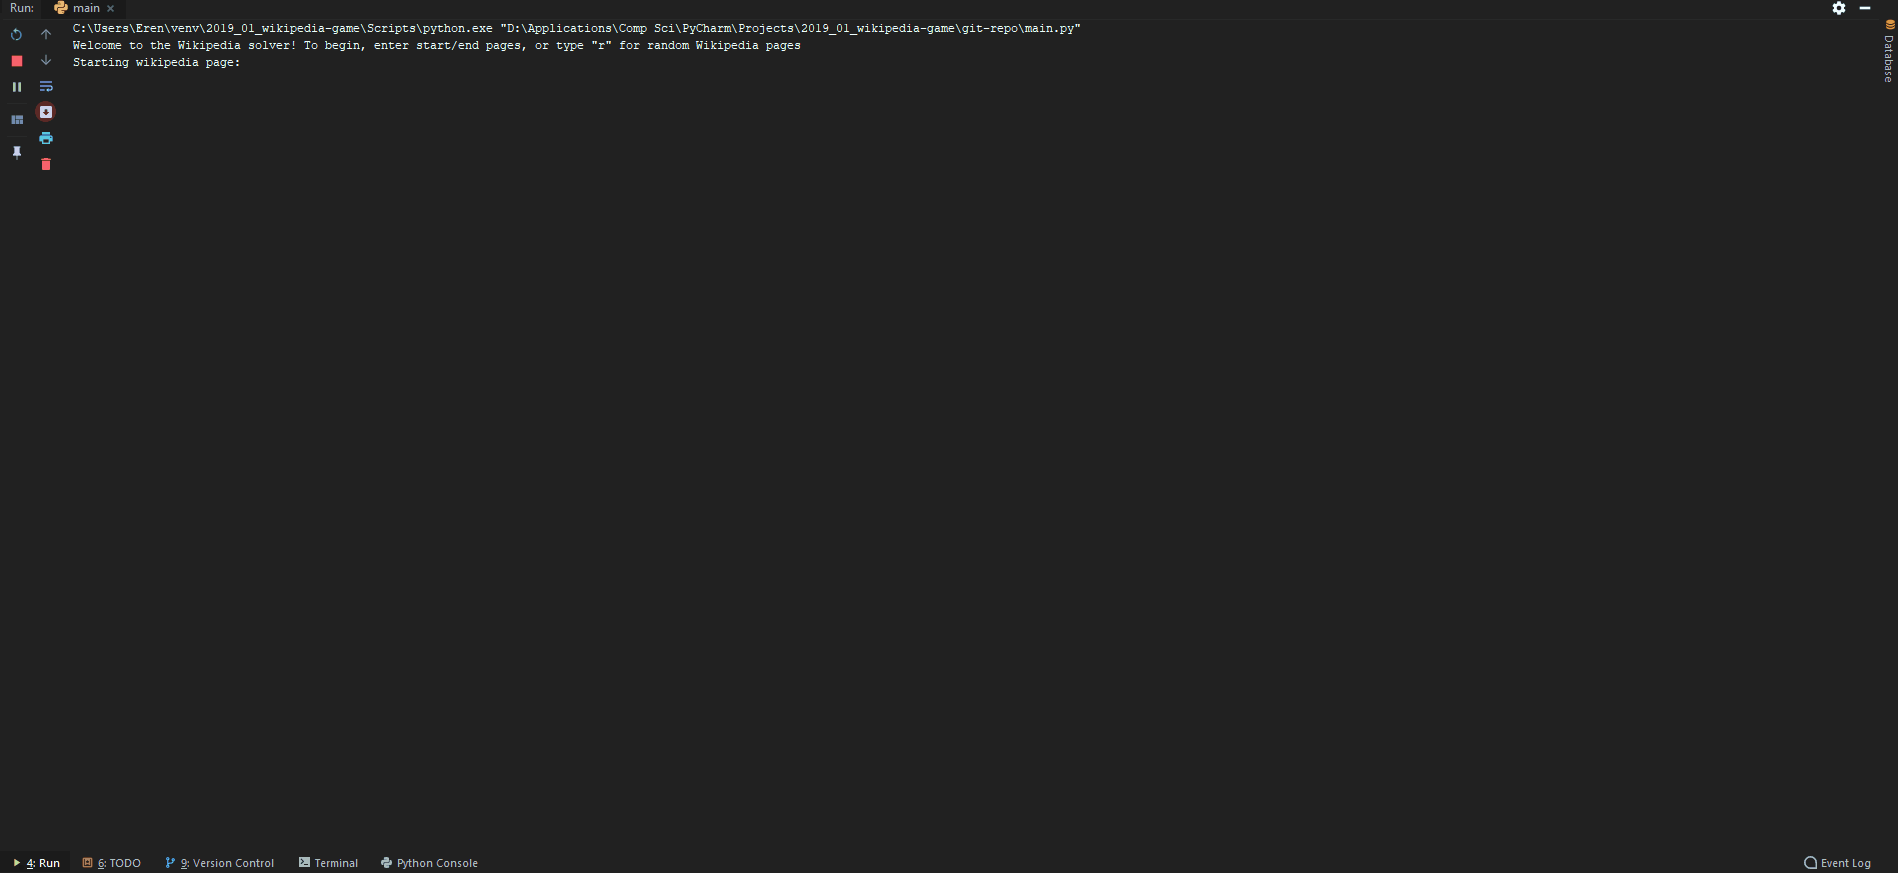 Run: main
C:\Users\Eren\venv\2019_01_wikipedia-game\Scripts\python.exe "D:\Applications\Comp Sci\PyCharm\Projects\2019_01_wikipedia-game\git-repo\main.py"
Welcome to the Wikipedia solver! To begin, enter start/end pages, or type "r" for random Wikipedia pages
Starting wikipedia page:
Database
4: Run 6: TODO 9: Version Control Terminal Python Console Event Log